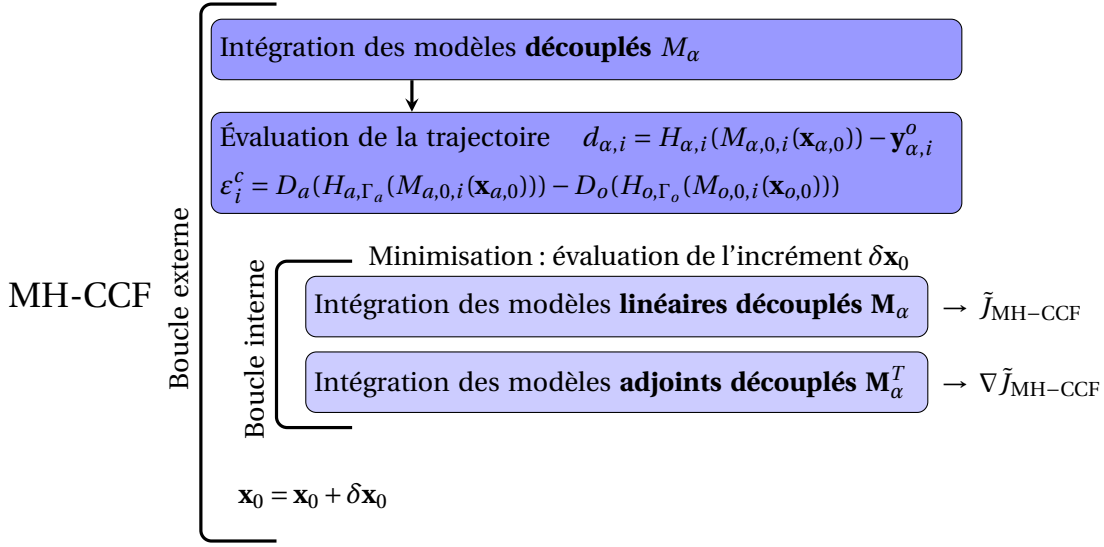 MH-CCF
Boucle externe
Intégration des modèles découplés M_α
Évaluation de la trajectoire d_{α,i} = H_{α,i}(M_{α,0,i}(x_{α,0})) − y^o_{α,i}
ε^c_i = D_a(H_{a,Γ_a}(M_{a,0,i}(x_{a,0}))) − D_o(H_{o,Γ_o}(M_{o,0,i}(x_{o,0})))
Boucle interne
Minimisation : évaluation de l'incrément δx_0
Intégration des modèles linéaires découplés M_α → J̃_{MH−CCF}
Intégration des modèles adjoints découplés M^T_α → ∇J̃_{MH−CCF}
x_0 = x_0 + δx_0